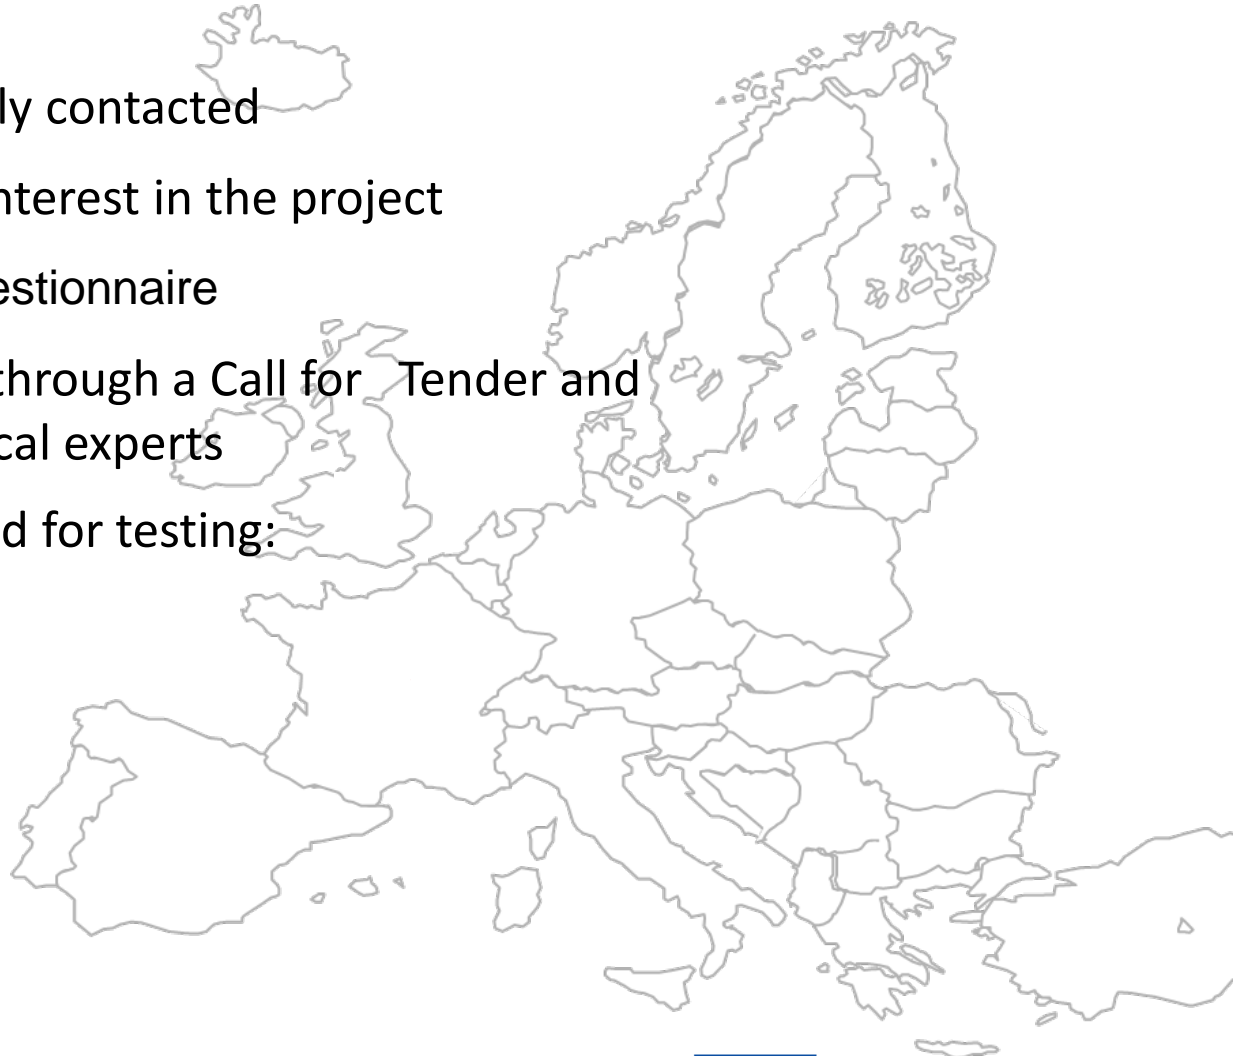 ly contacted
nterest in the project
estionnaire
through a Call for Tender and
cal experts
d for testing: